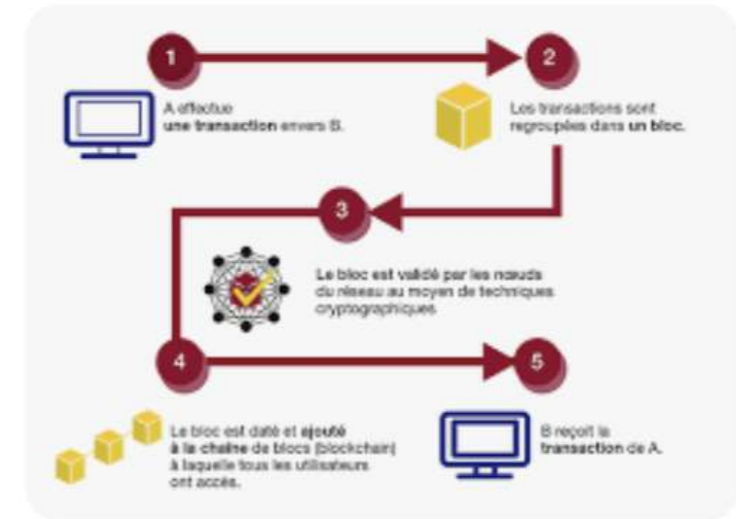 1
A effectue
une transaction envers B.
2
Les transactions sont
regroupées dans un bloc.
3
Le bloc est validé par les nœuds
du réseau au moyen de techniques
cryptographiques
4
Le bloc est daté et ajouté
à la chaîne de blocs (blockchain)
à laquelle tous les utilisateurs
ont accès.
5
B reçoit la
transaction de A.